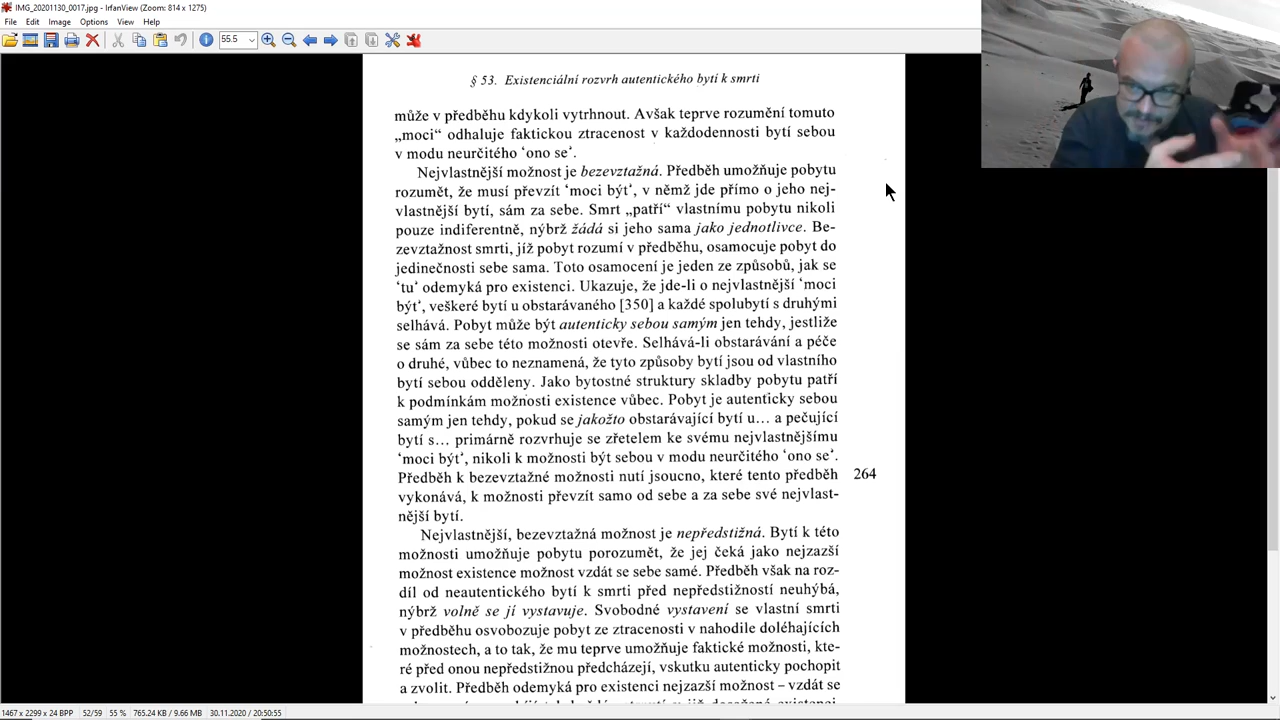 IMG_20201130_0017.jpg - IrfanView (Zoom: 814 x 1275)
File Edit Image Options View Help
55.5
§ 53. Existenciální rozvrh autentického bytí k smrti
může v předběhu kdykoli vytrhnout. Avšak teprve rozumění tomuto
„moci“ odhaluje faktickou ztracenost v každodennosti bytí sebou
v modu neurčitého ‘ono se’.
Nejvlastnější možnost je bezevztažná. Předběh umožňuje pobytu
rozumět, že musí převzít ‘moci být’, v němž jde přímo o jeho nej-
vlastnější bytí, sám za sebe. Smrt „patří“ vlastnímu pobytu nikoli
pouze indiferentně, nýbrž žádá si jeho sama jako jednotlivce. Be-
zevztažnost smrti, jíž pobyt rozumí v předběhu, osamocuje pobyt do
jedinečnosti sebe sama. Toto osamocení je jeden ze způsobů, jak se
‘tu’ odemyká pro existenci. Ukazuje, že jde-li o nejvlastnější ‘moci
být’, veškeré bytí u obstarávaného [350] a každé spolubytí s druhými
selhává. Pobyt může být autenticky sebou samým jen tehdy, jestliže
se sám za sebe této možnosti otevře. Selhává-li obstarávání a péče
o druhé, vůbec to neznamená, že tyto způsoby bytí jsou od vlastního
bytí sebou odděleny. Jako bytostné struktury skladby pobytu patří
k podmínkám možnosti existence vůbec. Pobyt je autenticky sebou
samým jen tehdy, pokud se jakožto obstarávající bytí u… a pečující
bytí s… primárně rozvrhuje se zřetelem ke svému nejvlastnějšímu
‘moci být’, nikoli k možnosti být sebou v modu neurčitého ‘ono se’.
Předběh k bezevztažné možnosti nutí jsoucno, které tento předběh 264
vykonává, k možnosti převzít samo od sebe a za sebe své nejvlast-
nější bytí.
Nejvlastnější, bezevztažná možnost je nepředstižná. Bytí k této
možnosti umožňuje pobytu porozumět, že jej čeká jako nejzazší
možnost existence možnost vzdát se sebe samé. Předběh však na roz-
díl od neautentického bytí k smrti před nepředstižností neuhýbá,
nýbrž volně se jí vystavuje. Svobodné vystavení se vlastní smrti
v předběhu osvobozuje pobyt ze ztracenosti v nahodile doléhajících
možnostech, a to tak, že mu teprve umožňuje faktické možnosti, kte-
ré před onou nepředstižnou předcházejí, vskutku autenticky pochopit
a zvolit. Předběh odemyká pro existenci nejzazší možnost – vzdát se
1467 x 2299 x 24 BPP 52/59 55 % 765.24 KB / 9.66 MB 30.11.2020 / 20:50:55